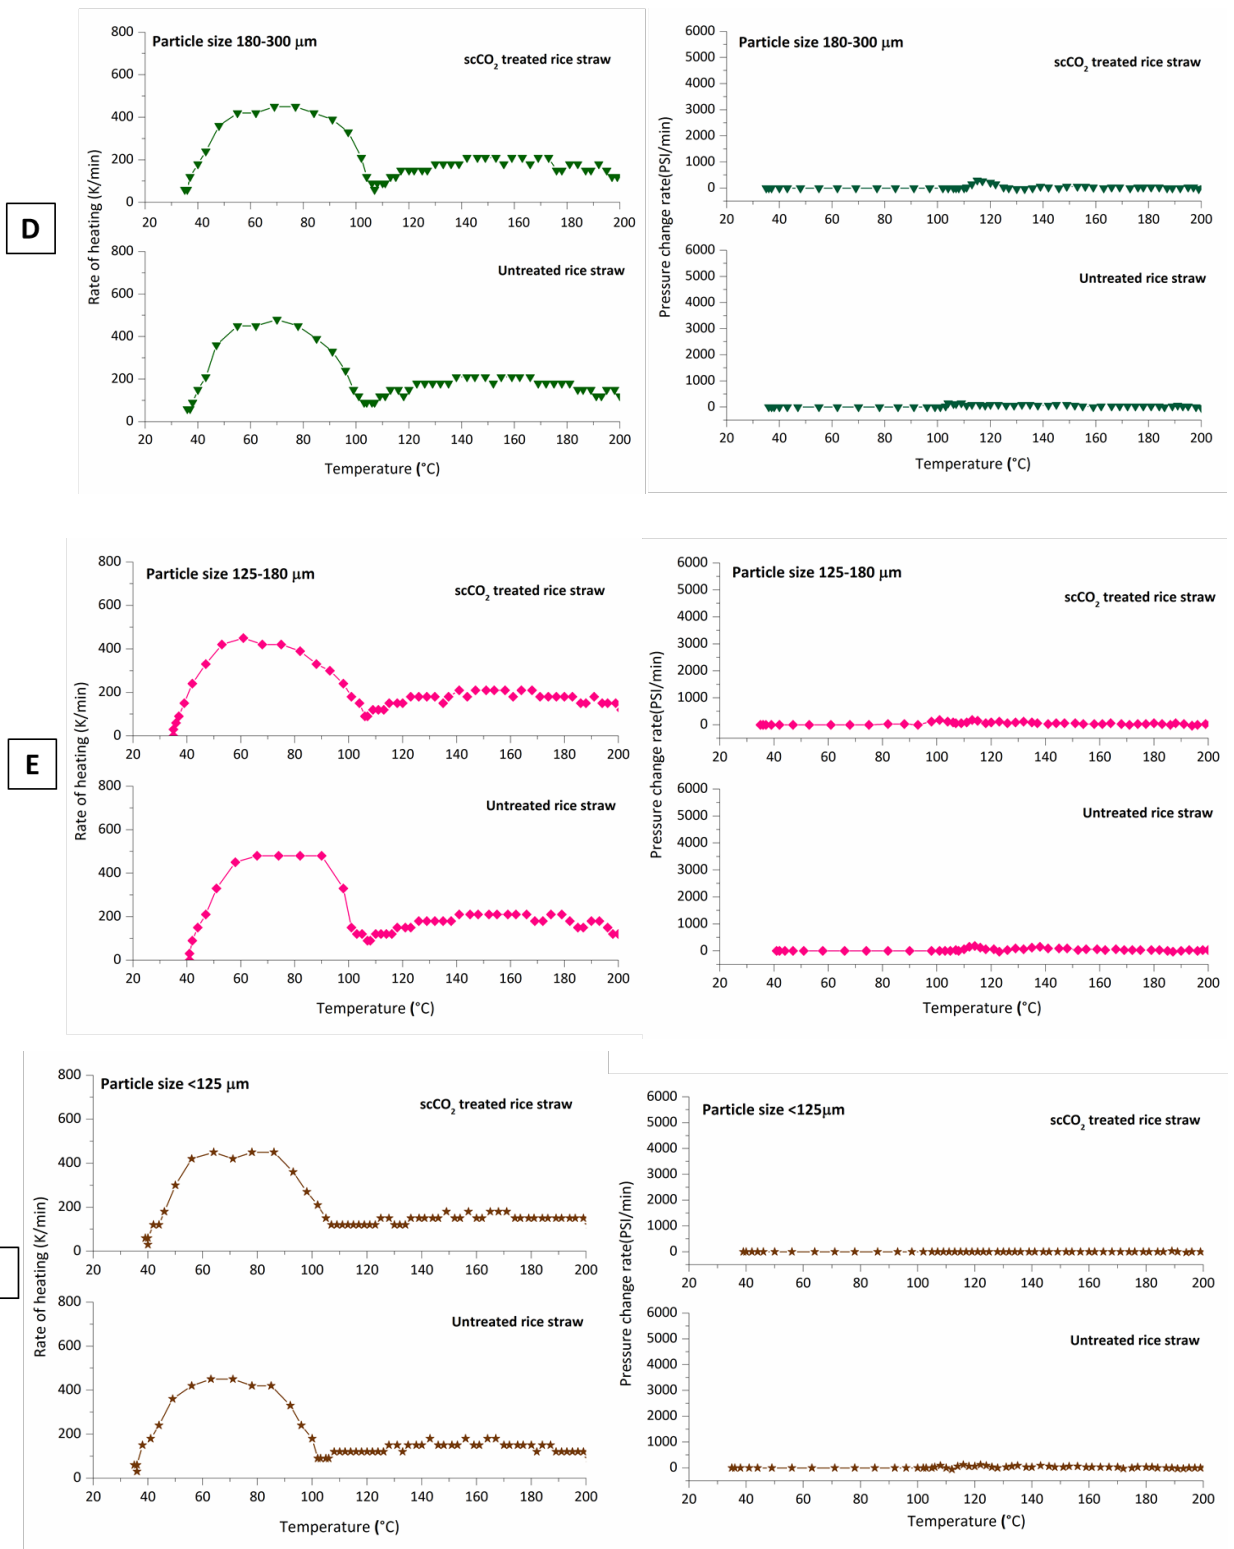 D
Particle size 180-300 µm
scCO2 treated rice straw
800
600
400
200
0
20 40 60 80 100 120 140 160 180 200
Rate of heating (K/min)
Untreated rice straw
800
600
400
200
0
20 40 60 80 100 120 140 160 180 200
Temperature (°C)
Particle size 180-300 µm
scCO2 treated rice straw
6000
5000
4000
3000
2000
1000
0
20 40 60 80 100 120 140 160 180 200
Pressure change rate(PSI/min)
Untreated rice straw
6000
5000
4000
3000
2000
1000
0
20 40 60 80 100 120 140 160 180 200
Temperature (°C)
E
Particle size 125-180 µm
scCO2 treated rice straw
800
600
400
200
0
20 40 60 80 100 120 140 160 180 200
Rate of heating (K/min)
Untreated rice straw
800
600
400
200
0
20 40 60 80 100 120 140 160 180 200
Temperature (°C)
Particle size 125-180 µm
scCO2 treated rice straw
6000
5000
4000
3000
2000
1000
0
20 40 60 80 100 120 140 160 180 200
Pressure change rate(PSI/min)
Untreated rice straw
6000
5000
4000
3000
2000
1000
0
20 40 60 80 100 120 140 160 180 200
Temperature (°C)
Particle size <125 µm
scCO2 treated rice straw
800
600
400
200
0
20 40 60 80 100 120 140 160 180 200
Rate of heating (K/min)
Untreated rice straw
800
600
400
200
0
20 40 60 80 100 120 140 160 180 200
Temperature (°C)
Particle size <125µm
scCO2 treated rice straw
6000
5000
4000
3000
2000
1000
0
20 40 60 80 100 120 140 160 180 200
Pressure change rate(PSI/min)
Untreated rice straw
6000
5000
4000
3000
2000
1000
0
20 40 60 80 100 120 140 160 180 200
Temperature (°C)